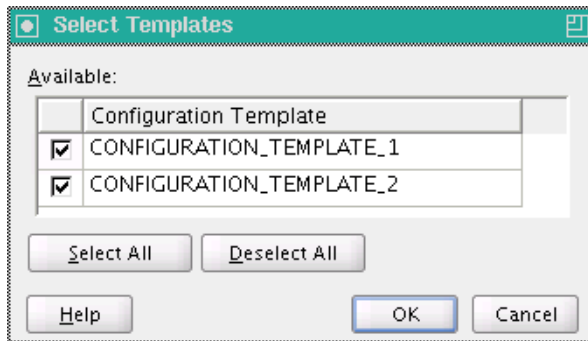 Select Templates
Available:
Configuration Template
CONFIGURATION_TEMPLATE_1
CONFIGURATION_TEMPLATE_2
Select All Deselect All
Help OK Cancel